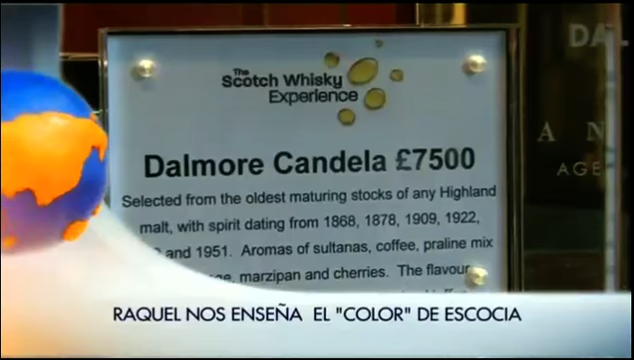 The
Scotch Whisky
Experience
DAL
Dalmore Candela £7500
A N
AGE
Selected from the oldest maturing stocks of any Highland
malt, with spirit dating from 1868, 1878, 1909, 1922,
and 1951. Aromas of sultanas, coffee, praline mix
marzipan and cherries. The flavour
RAQUEL NOS ENSEÑA EL "COLOR" DE ESCOCIA